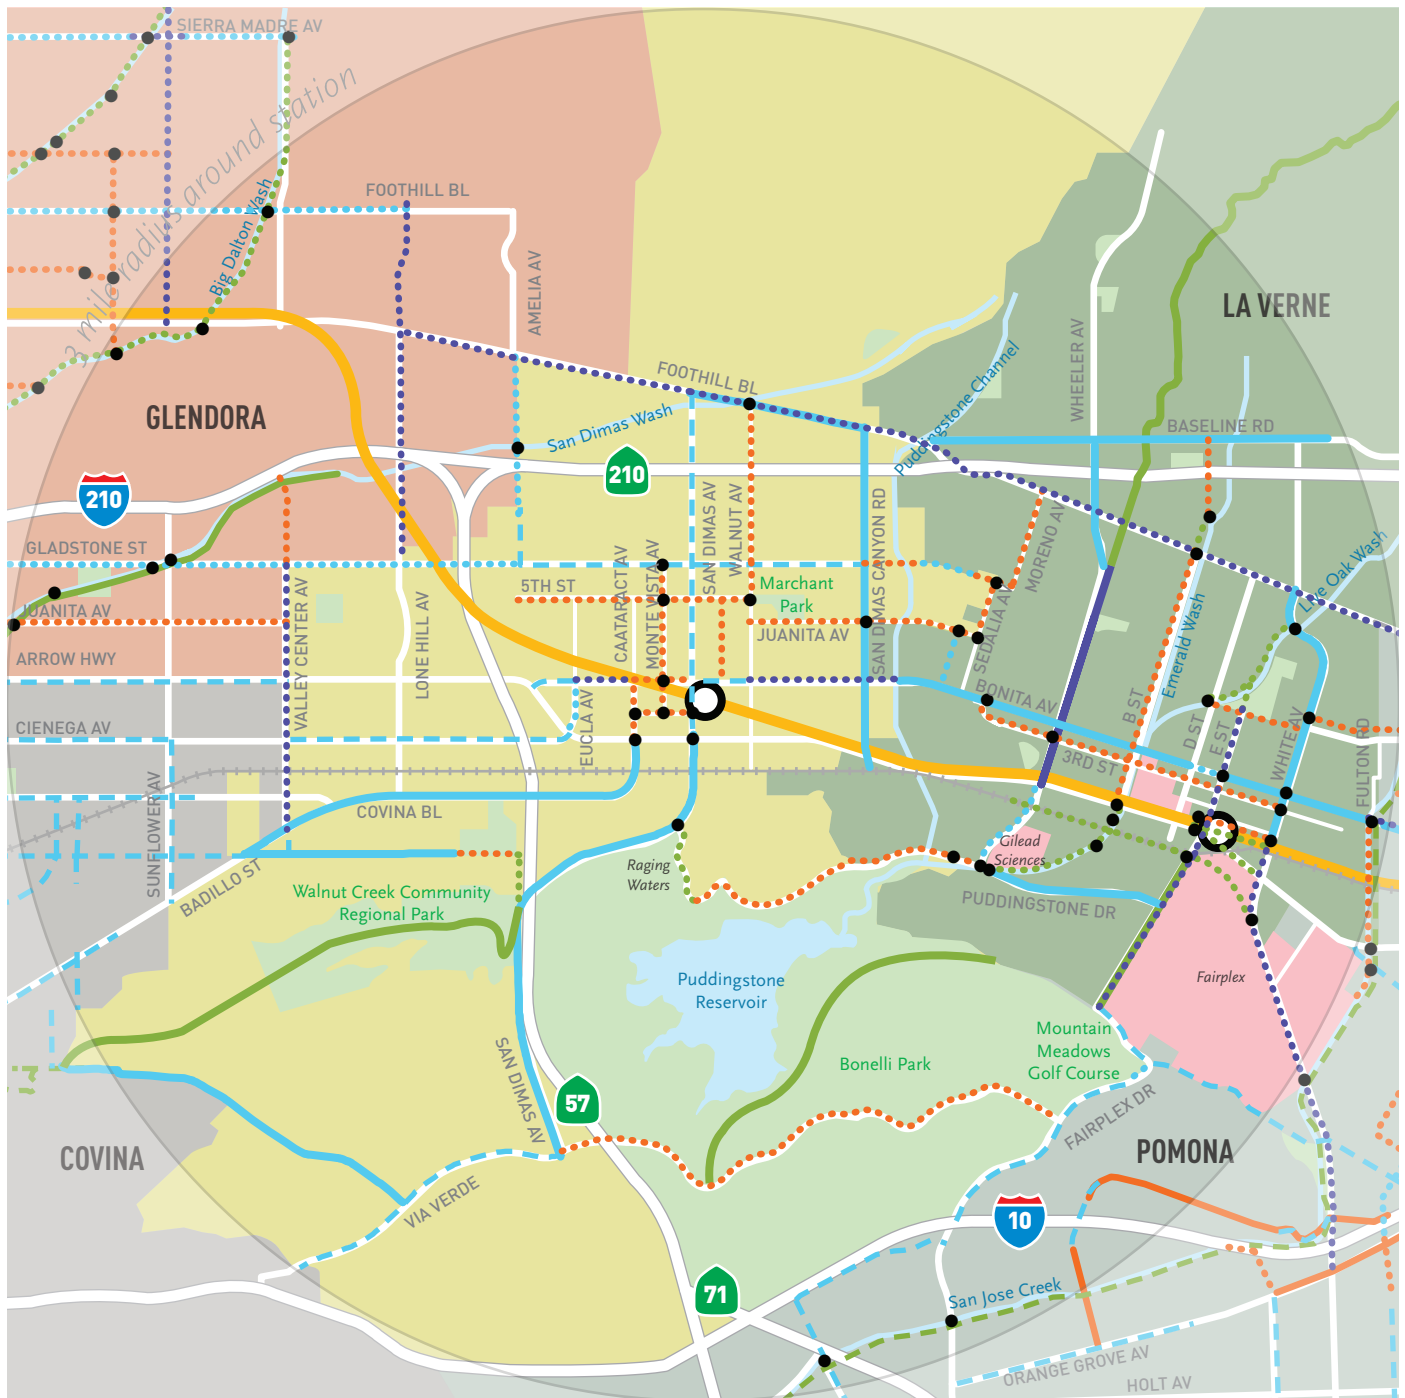 SIERRA MADRE AV
3 mile radius around station
FOOTHILL BL
Big Dalton Wash
AMELIA AV
LA VERNE
WHEELER AV
FOOTHILL BL
Puddingstone Channel
GLENDORA
San Dimas Wash
BASELINE RD
210
210
SAN DIMAS AV
WALNUT AV
SAN DIMAS CANYON RD
MORENO AV
GLADSTONE ST
Live Oak Wash
5TH ST
Marchant
Park
CAATARACT AV
MONTE VISTA AV
JUANITA AV
VALLEY CENTER AV
LONE HILL AV
JUANITA AV
SEDALIA AV
Emerald Wash
ARROW HWY
BONITA AV
B ST
D ST
E ST
WHITE AV
FULTON RD
CIENEGA AV
EUCLA AV
3RD ST
SUNFLOWER AV
COVINA BL
Gilead
Sciences
BADILLO ST
Raging
Waters
Walnut Creek Community
Regional Park
PUDDINGSTONE DR
Puddingstone
Reservoir
Fairplex
SAN DIMAS AV
Mountain
Meadows
Golf Course
Bonelli Park
57
FAIRPLEX DR
COVINA
POMONA
VIA VERDE
10
71
San Jose Creek
ORANGE GROVE AV
HOLT AV